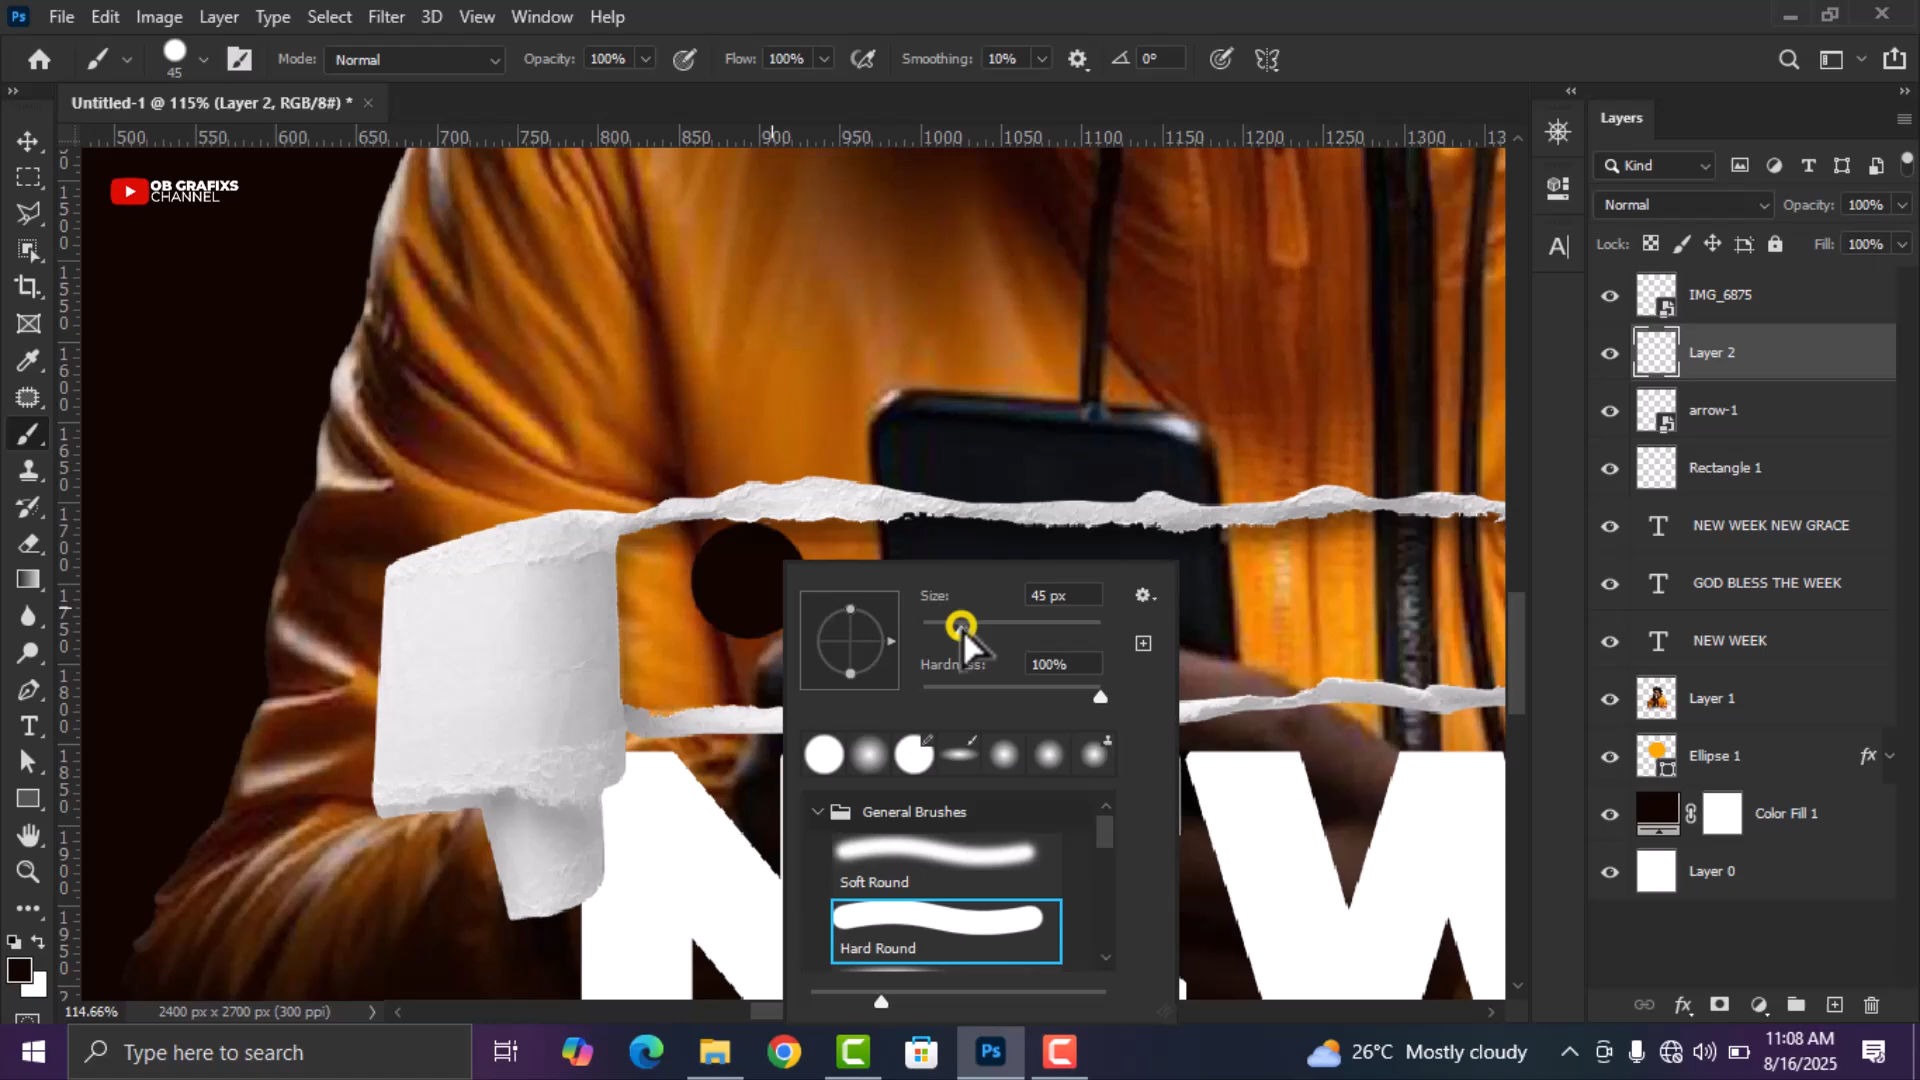 Ps File Edit Image Layer Type Select Filter 3D View Window Help
45 Mode: Normal Opacity: 100% Flow: 100% Smoothing: 10% 0°
Untitled-1 @ 115% (Layer 2, RGB/8#) * ×
500 550 600 650 700 750 800 850 900 950 1000 1050 1100 1150 1200 1250 1300
OB GRAFIXS
CHANNEL
Size: 45 px
Hardness: 100%
General Brushes
Soft Round
Hard Round
Layers
Kind
Normal Opacity: 100%
Lock: Fill: 100%
IMG_6875
Layer 2
arrow-1
Rectangle 1
NEW WEEK NEW GRACE
GOD BLESS THE WEEK
NEW WEEK
Layer 1
Ellipse 1 fx
Color Fill 1
Layer 0
114.66% 2400 px x 2700 px (300 ppi)
Type here to search
26°C Mostly cloudy
11:08 AM
8/16/2025